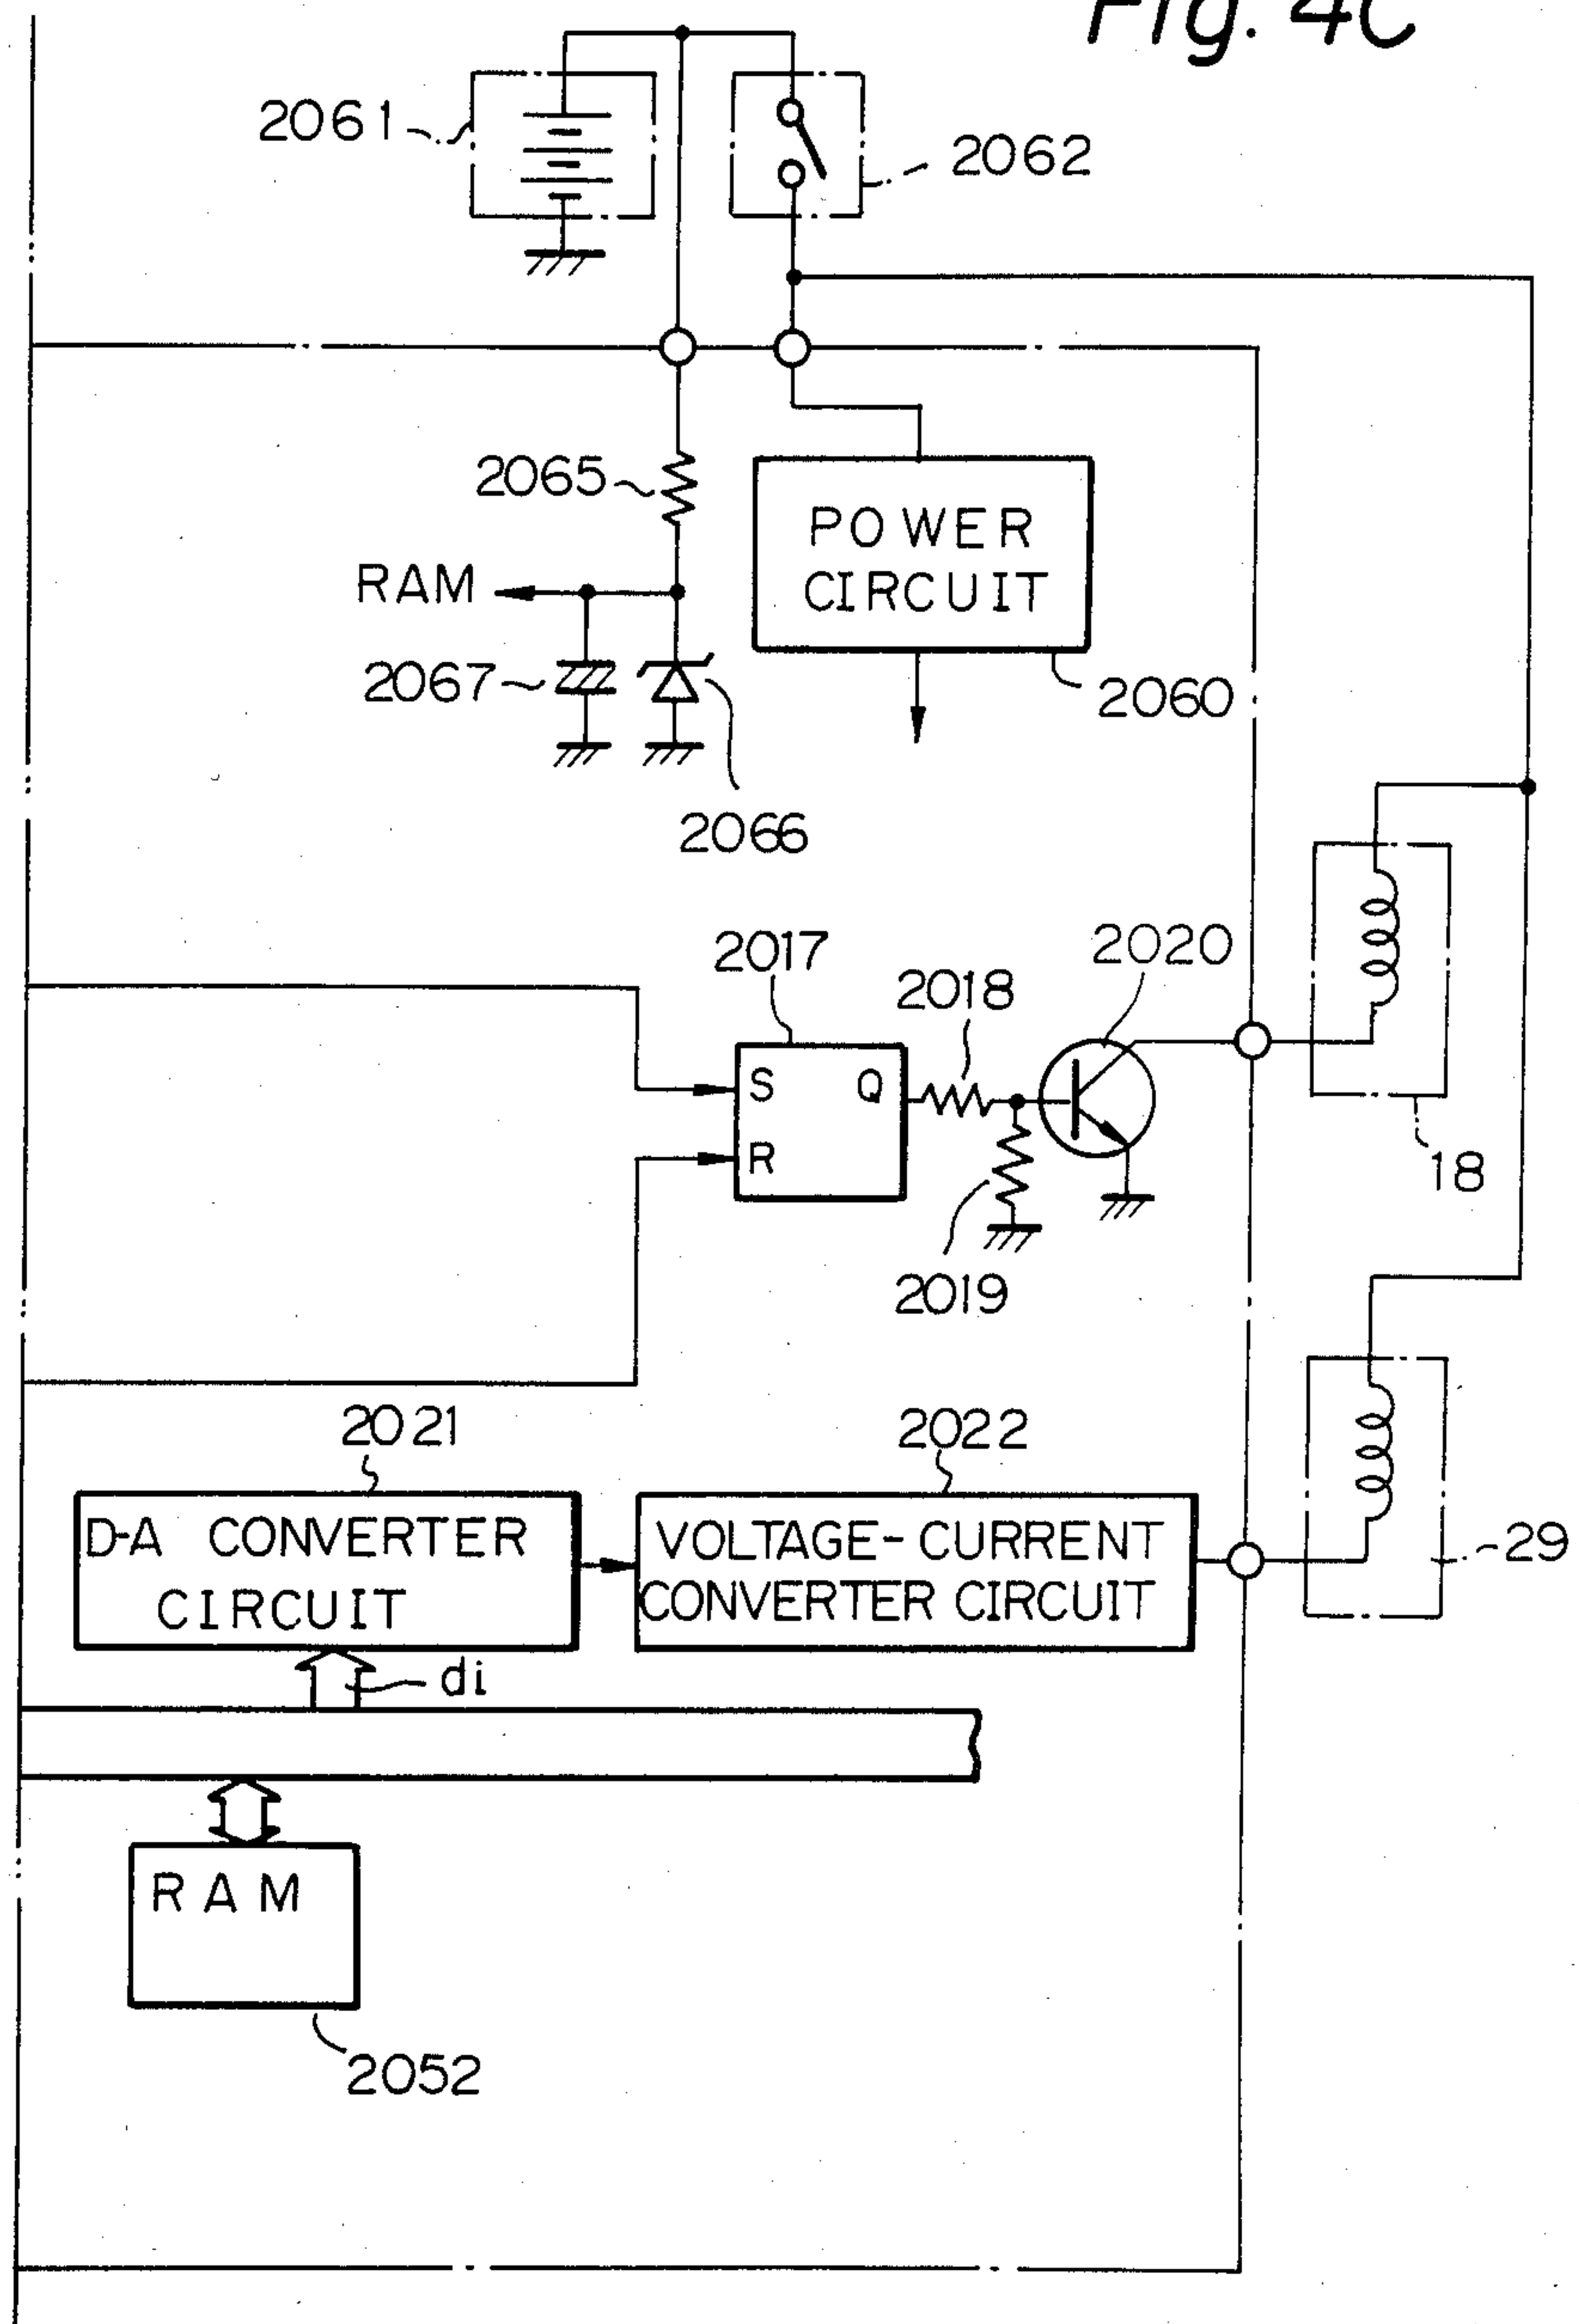 Fig. 4C
2061
2062
2065
POWER
CIRCUIT
RAM
2067
2060
2066
2020
2017
2018
S
Q
R
18
2019
2021
2022
D-A CONVERTER
CIRCUIT
VOLTAGE-CURRENT
CONVERTER CIRCUIT
29
di
RAM
2052